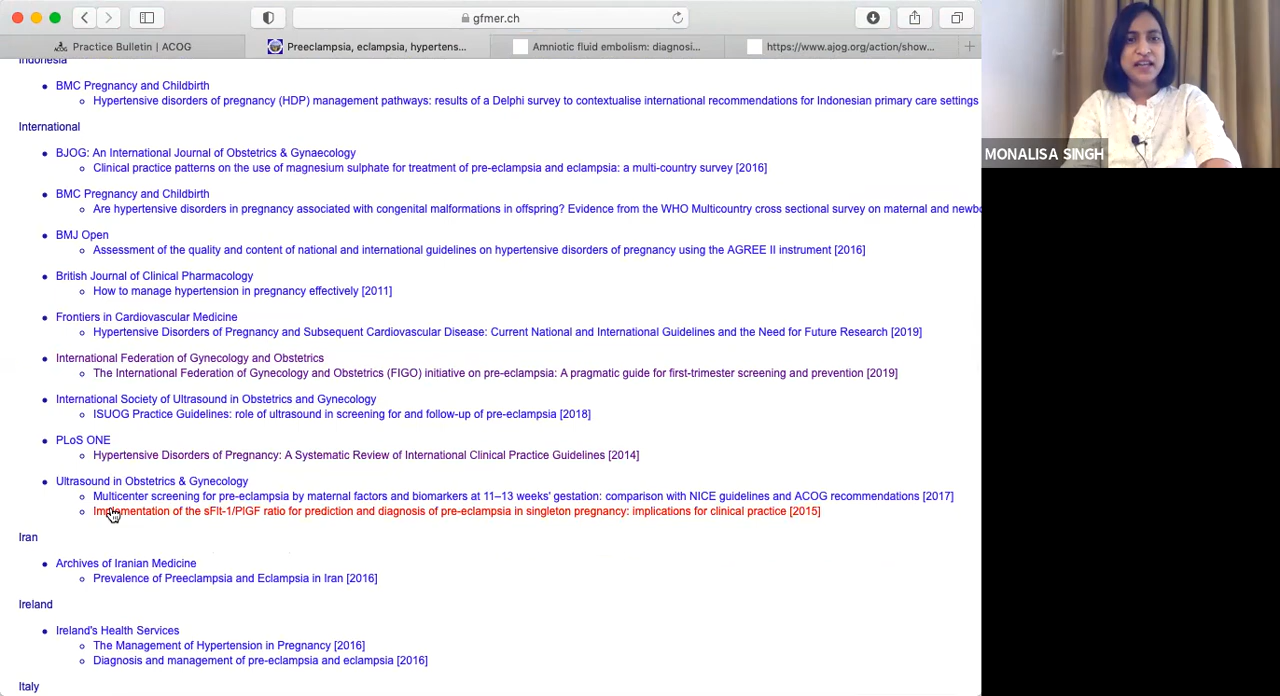 gfmer.ch
Practice Bulletin | ACOG
Preeclampsia, eclampsia, hypertens...
Amniotic fluid embolism: diagnosi...
https://www.ajog.org/action/show...
Indonesia
BMC Pregnancy and Childbirth
Hypertensive disorders of pregnancy (HDP) management pathways: results of a Delphi survey to contextualise international recommendations for Indonesian primary care settings
International
BJOG: An International Journal of Obstetrics & Gynaecology
Clinical practice patterns on the use of magnesium sulphate for treatment of pre-eclampsia and eclampsia: a multi-country survey [2016]
BMC Pregnancy and Childbirth
Are hypertensive disorders in pregnancy associated with congenital malformations in offspring? Evidence from the WHO Multicountry cross sectional survey on maternal and newbo
BMJ Open
Assessment of the quality and content of national and international guidelines on hypertensive disorders of pregnancy using the AGREE II instrument [2016]
British Journal of Clinical Pharmacology
How to manage hypertension in pregnancy effectively [2011]
Frontiers in Cardiovascular Medicine
Hypertensive Disorders of Pregnancy and Subsequent Cardiovascular Disease: Current National and International Guidelines and the Need for Future Research [2019]
International Federation of Gynecology and Obstetrics
The International Federation of Gynecology and Obstetrics (FIGO) initiative on pre-eclampsia: A pragmatic guide for first-trimester screening and prevention [2019]
International Society of Ultrasound in Obstetrics and Gynecology
ISUOG Practice Guidelines: role of ultrasound in screening for and follow-up of pre-eclampsia [2018]
PLoS ONE
Hypertensive Disorders of Pregnancy: A Systematic Review of International Clinical Practice Guidelines [2014]
Ultrasound in Obstetrics & Gynecology
Multicenter screening for pre-eclampsia by maternal factors and biomarkers at 11–13 weeks' gestation: comparison with NICE guidelines and ACOG recommendations [2017]
Implementation of the sFlt-1/PlGF ratio for prediction and diagnosis of pre-eclampsia in singleton pregnancy: implications for clinical practice [2015]
Iran
Archives of Iranian Medicine
Prevalence of Preeclampsia and Eclampsia in Iran [2016]
Ireland
Ireland's Health Services
The Management of Hypertension in Pregnancy [2016]
Diagnosis and management of pre-eclampsia and eclampsia [2016]
Italy
MONALISA SINGH